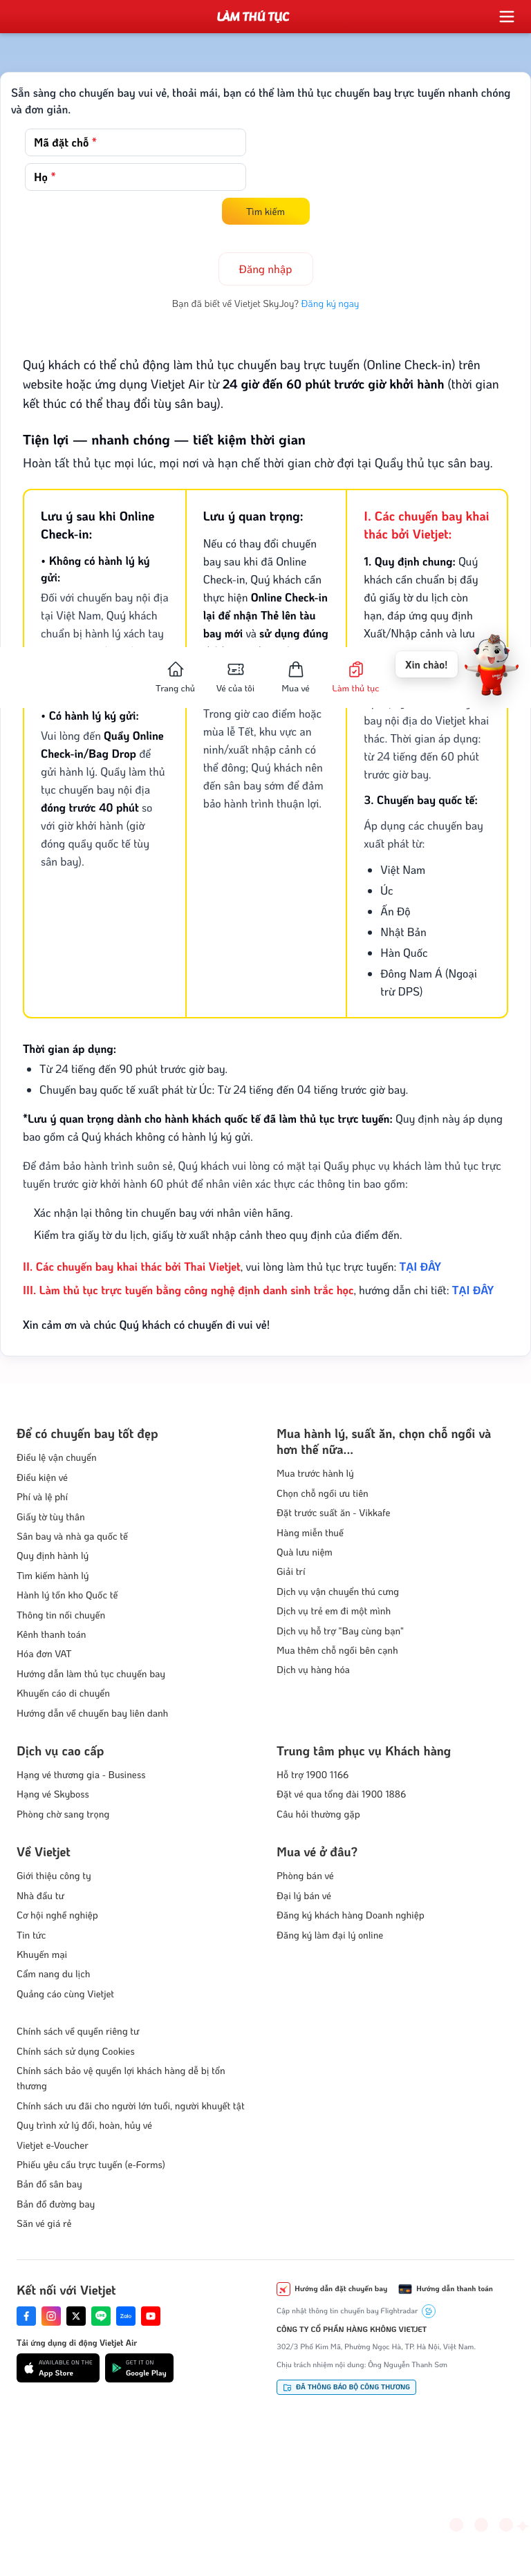 LÀM THỦ TỤC
Sẵn sàng cho chuyến bay vui vẻ, thoải mái, bạn có thể làm thủ tục chuyến bay trực tuyến nhanh chóng
và đơn giản.
Mã đặt chỗ *
Họ *
Tìm kiếm
Đăng nhập
Bạn đã biết về Vietjet SkyJoy? Đăng ký ngay
Quý khách có thể chủ động làm thủ tục chuyến bay trực tuyến (Online Check-in) trên
website hoặc ứng dụng Vietjet Air từ 24 giờ đến 60 phút trước giờ khởi hành (thời gian
kết thúc có thể thay đổi tùy sân bay).
Tiện lợi — nhanh chóng — tiết kiệm thời gian
Hoàn tất thủ tục mọi lúc, mọi nơi và hạn chế thời gian chờ đợi tại Quầy thủ tục sân bay.
Lưu ý sau khi Online
Check-in:
• Không có hành lý ký
gửi:
Đối với chuyến bay nội địa
tại Việt Nam, Quý khách
chuẩn bị hành lý xách tay
• Có hành lý ký gửi:
Vui lòng đến Quầy Online
Check-in/Bag Drop để
gửi hành lý. Quầy làm thủ
tục chuyến bay nội địa
đóng trước 40 phút so
với giờ khởi hành (giờ
đóng quầy quốc tế tùy
sân bay).
Lưu ý quan trọng:
Nếu có thay đổi chuyến
bay sau khi đã Online
Check-in, Quý khách cần
thực hiện Online Check-in
lại để nhận Thẻ lên tàu
bay mới và sử dụng đúng
Trong giờ cao điểm hoặc
mùa lễ Tết, khu vực an
ninh/xuất nhập cảnh có
thể đông; Quý khách nên
đến sân bay sớm để đảm
bảo hành trình thuận lợi.
I. Các chuyến bay khai
thác bởi Vietjet:
1. Quy định chung: Quý
khách cần chuẩn bị đầy
đủ giấy tờ du lịch còn
hạn, đáp ứng quy định
Xuất/Nhập cảnh và lưu
bay nội địa do Vietjet khai
thác. Thời gian áp dụng:
từ 24 tiếng đến 60 phút
trước giờ bay.
3. Chuyến bay quốc tế:
Áp dụng các chuyến bay
xuất phát từ:
• Việt Nam
• Úc
• Ấn Độ
• Nhật Bản
• Hàn Quốc
• Đông Nam Á (Ngoại
trừ DPS)
Trang chủ
Vé của tôi
Mua vé
Làm thủ tục
Xin chào!
Thời gian áp dụng:
• Từ 24 tiếng đến 90 phút trước giờ bay.
• Chuyến bay quốc tế xuất phát từ Úc: Từ 24 tiếng đến 04 tiếng trước giờ bay.
*Lưu ý quan trọng dành cho hành khách quốc tế đã làm thủ tục trực tuyến: Quy định này áp dụng
bao gồm cả Quý khách không có hành lý ký gửi.
Để đảm bảo hành trình suôn sẻ, Quý khách vui lòng có mặt tại Quầy phục vụ khách làm thủ tục trực
tuyến trước giờ khởi hành 60 phút để nhân viên xác thực các thông tin bao gồm:
Xác nhận lại thông tin chuyến bay với nhân viên hãng.
Kiểm tra giấy tờ du lịch, giấy tờ xuất nhập cảnh theo quy định của điểm đến.
II. Các chuyến bay khai thác bởi Thai Vietjet, vui lòng làm thủ tục trực tuyến: TẠI ĐÂY
III. Làm thủ tục trực tuyến bằng công nghệ định danh sinh trắc học, hướng dẫn chi tiết: TẠI ĐÂY
Xin cảm ơn và chúc Quý khách có chuyến đi vui vẻ!
Để có chuyến bay tốt đẹp
Điều lệ vận chuyển
Điều kiện vé
Phí và lệ phí
Giấy tờ tùy thân
Sân bay và nhà ga quốc tế
Quy định hành lý
Tìm kiếm hành lý
Hành lý tồn kho Quốc tế
Thông tin nối chuyến
Kênh thanh toán
Hóa đơn VAT
Hướng dẫn làm thủ tục chuyến bay
Khuyến cáo di chuyển
Hướng dẫn về chuyến bay liên danh
Mua hành lý, suất ăn, chọn chỗ ngồi và
hơn thế nữa...
Mua trước hành lý
Chọn chỗ ngồi ưu tiên
Đặt trước suất ăn - Vikkafe
Hàng miễn thuế
Quà lưu niệm
Giải trí
Dịch vụ vận chuyển thú cưng
Dịch vụ trẻ em đi một mình
Dịch vụ hỗ trợ "Bay cùng bạn"
Mua thêm chỗ ngồi bên cạnh
Dịch vụ hàng hóa
Dịch vụ cao cấp
Hạng vé thương gia - Business
Hạng vé Skyboss
Phòng chờ sang trọng
Trung tâm phục vụ Khách hàng
Hỗ trợ 1900 1166
Đặt vé qua tổng đài 1900 1886
Câu hỏi thường gặp
Về Vietjet
Giới thiệu công ty
Nhà đầu tư
Cơ hội nghề nghiệp
Tin tức
Khuyến mại
Cẩm nang du lịch
Quảng cáo cùng Vietjet
Mua vé ở đâu?
Phòng bán vé
Đại lý bán vé
Đăng ký khách hàng Doanh nghiệp
Đăng ký làm đại lý online
Chính sách về quyền riêng tư
Chính sách sử dụng Cookies
Chính sách bảo vệ quyền lợi khách hàng dễ bị tổn
thương
Chính sách ưu đãi cho người lớn tuổi, người khuyết tật
Quy trình xử lý đổi, hoàn, hủy vé
Vietjet e-Voucher
Phiếu yêu cầu trực tuyến (e-Forms)
Bản đồ sân bay
Bản đồ đường bay
Săn vé giá rẻ
Kết nối với Vietjet
Zalo
Tải ứng dụng di động Vietjet Air
AVAILABLE ON THE
App Store
GET IT ON
Google Play
Hướng dẫn đặt chuyến bay
Hướng dẫn thanh toán
Cập nhật thông tin chuyến bay Flightradar
CÔNG TY CỔ PHẦN HÀNG KHÔNG VIETJET
302/3 Phố Kim Mã, Phường Ngọc Hà, TP. Hà Nội, Việt Nam.
Chịu trách nhiệm nội dung: Ông Nguyễn Thanh Sơn
ĐÃ THÔNG BÁO BỘ CÔNG THƯƠNG